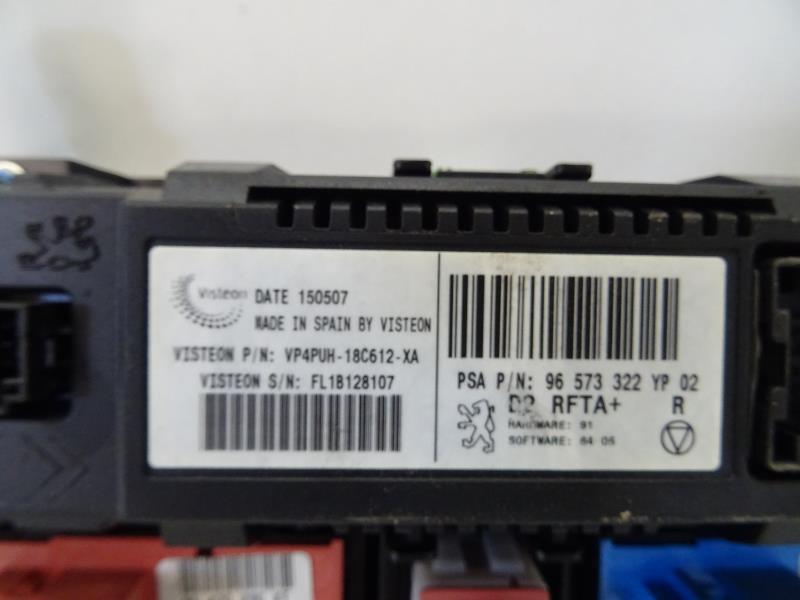 Visteon
DATE 150507
MADE IN SPAIN BY VISTEON
VISTEON P/N: VP4PUH-18C612-XA
VISTEON S/N: FL1B128107
PSA P/N: 96 573 322 YP 02
RFTA+ R
HARDWARE: 91
SOFTWARE: 64 05